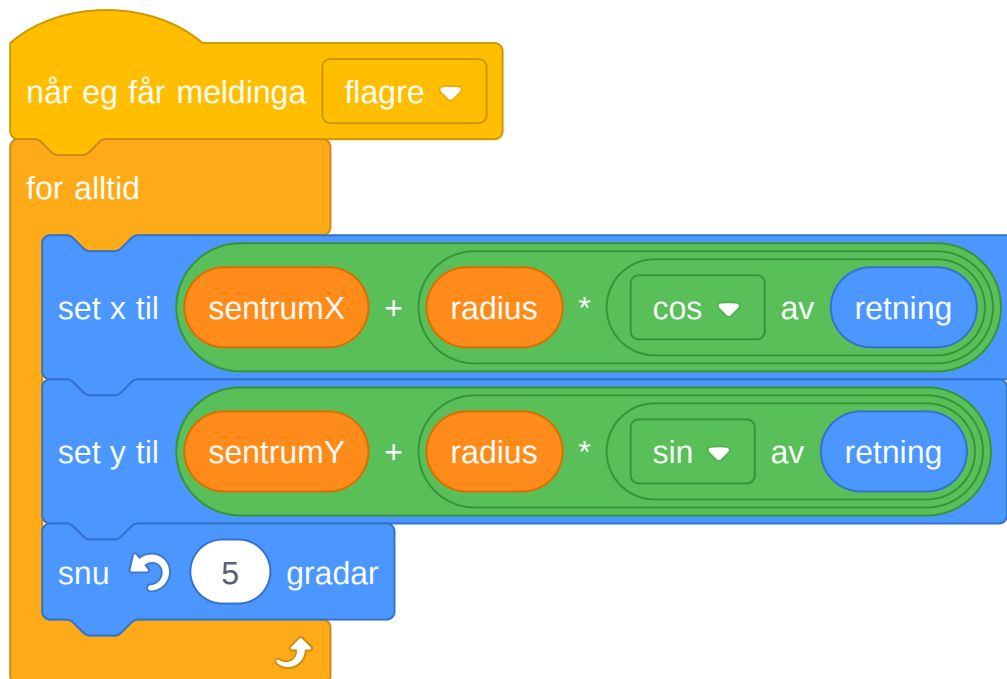 når eg får meldinga flagre
for alltid
set x til sentrumX + radius * cos av retning
set y til sentrumY + radius * sin av retning
snu 5 gradar